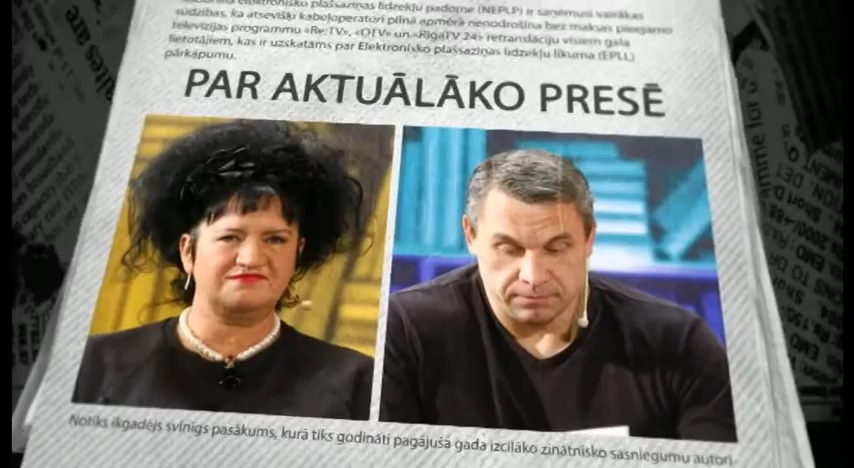 elektronisko plašsaziņas līdzekļu padome (NEPLP) ir saņēmusi vairākas
sūdzības, ka atsevišķi kabeļoperatori pilnā apmērā nenodrošina bez maksas pieejamo
televīzijas programmu «Re:TV», «OTV» un «RīgaTV 24» retranslāciju visiem gala
lietotājiem, kas ir uzskatāms par Elektronisko plašsaziņas līdzekļu likuma (EPLL)
pārkāpumu.
PAR AKTUĀLĀKO PRESĒ
Notiks ikgadējs svinīgs pasākums, kurā tiks godināti pagājušā gada izcilāko zinātnisko sasniegumu autori